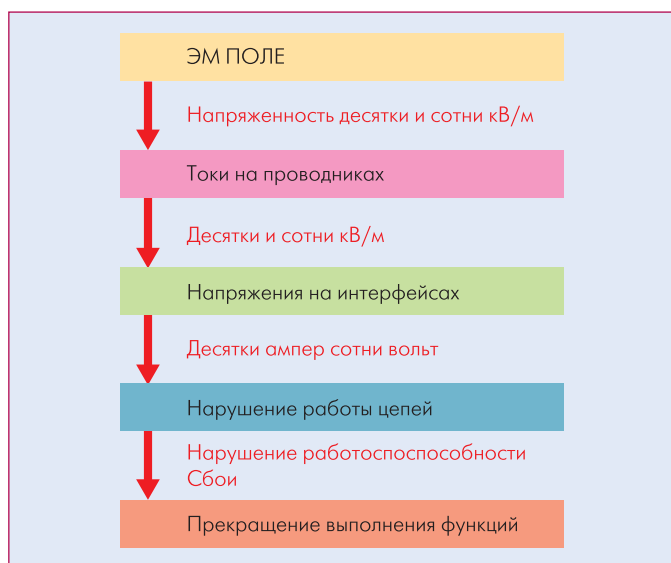 ЭМ ПОЛЕ
Напряженность десятки и сотни кВ/м
Токи на проводниках
Десятки и сотни кВ/м
Напряжения на интерфейсах
Десятки ампер сотни вольт
Нарушение работы цепей
Нарушение работоспоспособности
Сбои
Прекращение выполнения функций